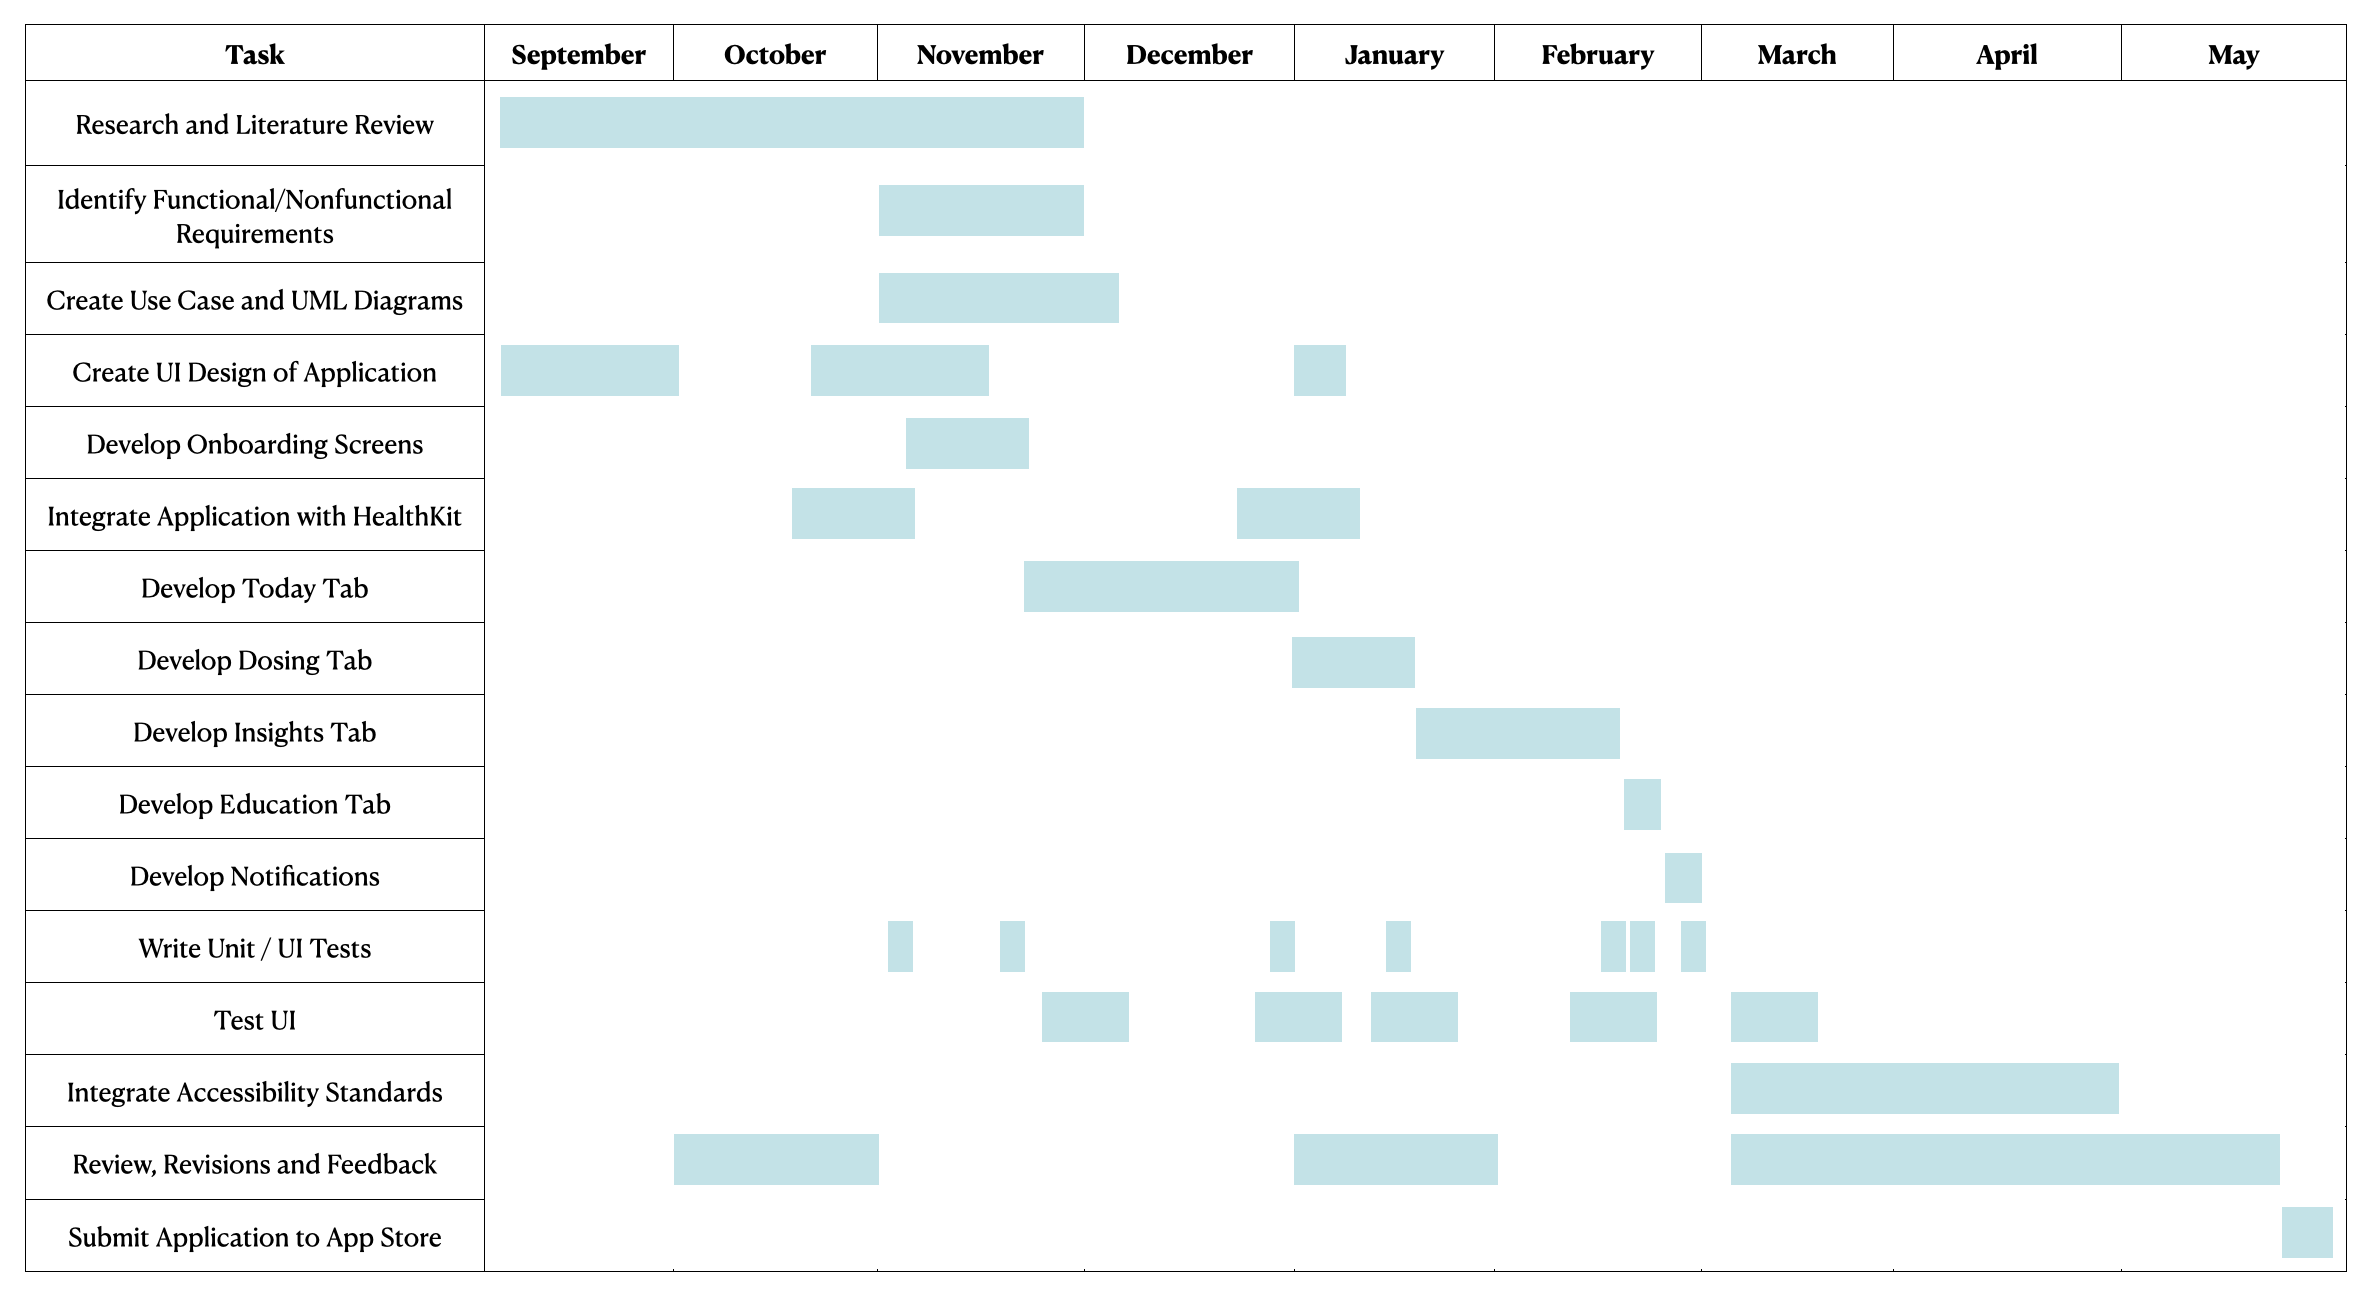 Task September October November December January February March April May
Research and Literature Review
Identify Functional/Nonfunctional
Requirements
Create Use Case and UML Diagrams
Create UI Design of Application
Develop Onboarding Screens
Integrate Application with HealthKit
Develop Today Tab
Develop Dosing Tab
Develop Insights Tab
Develop Education Tab
Develop Notifications
Write Unit / UI Tests
Test UI
Integrate Accessibility Standards
Review, Revisions and Feedback
Submit Application to App Store